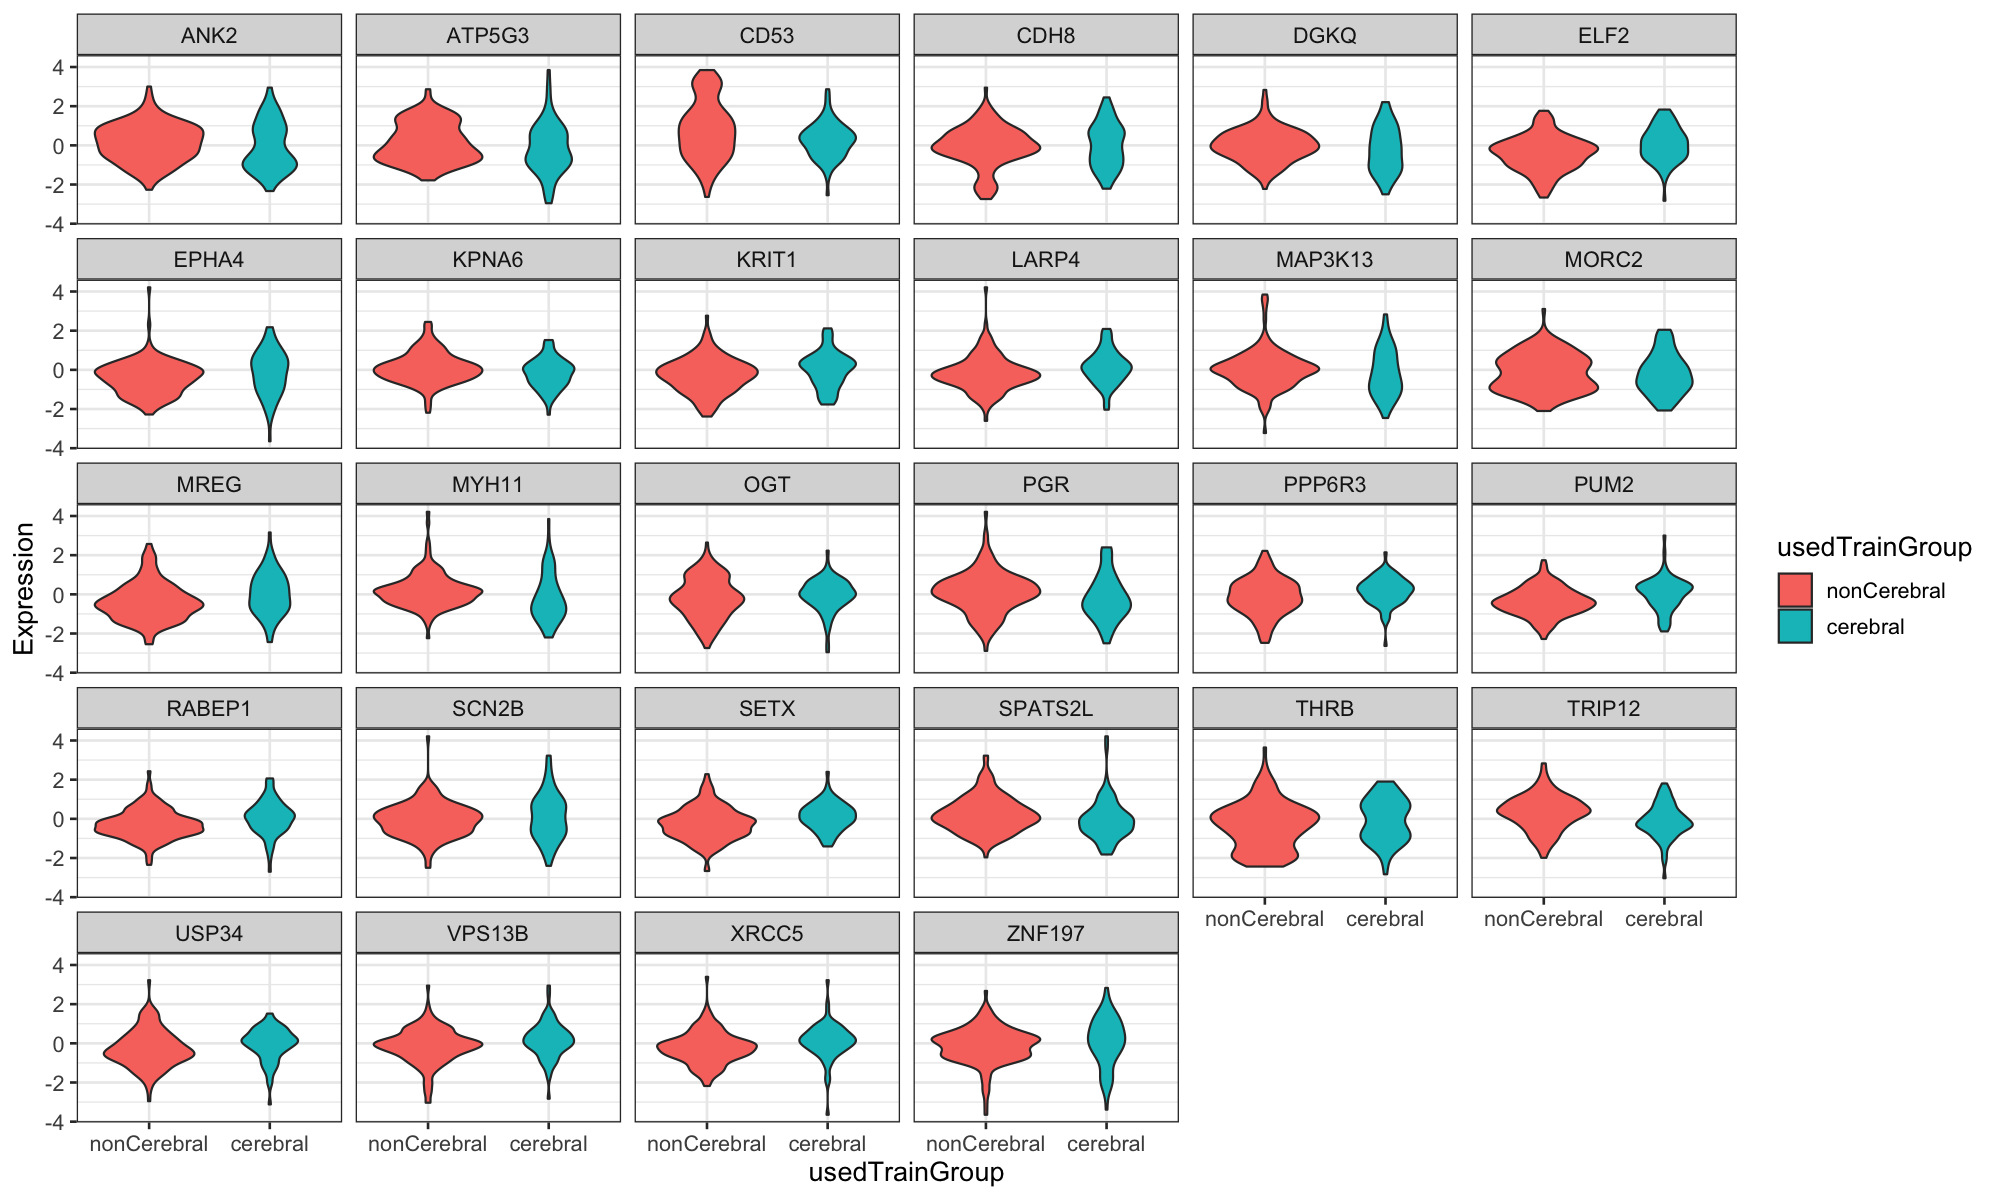 ANK2 ATP5G3 CD53 CDH8 DGKQ ELF2
4
2
0
-2
-4
EPHA4 KPNA6 KRIT1 LARP4 MAP3K13 MORC2
4
2
0
-2
-4
MREG MYH11 OGT PGR PPP6R3 PUM2
4
2
0
-2
-4
Expression
usedTrainGroup
nonCerebral
cerebral
RABEP1 SCN2B SETX SPATS2L THRB TRIP12
4
2
0
-2
-4
nonCerebral cerebral nonCerebral cerebral
USP34 VPS13B XRCC5 ZNF197
4
2
0
-2
-4
nonCerebral cerebral nonCerebral cerebral nonCerebral cerebral nonCerebral cerebral
usedTrainGroup